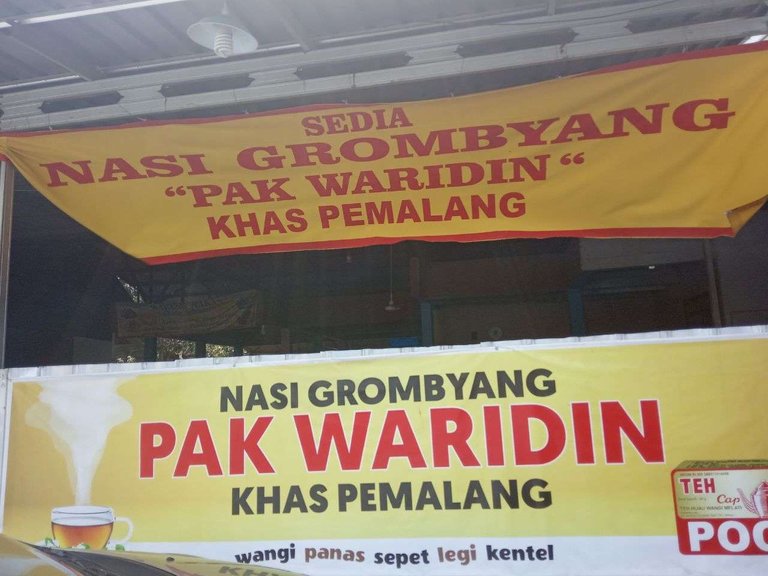 SEDIA
NASI GROMBYANG
"PAK WARIDIN"
KHAS PEMALANG
NASI GROMBYANG
PAK WARIDIN
KHAS PEMALANG
TEH
Cap
POC
wangi panas sepet legi kentel